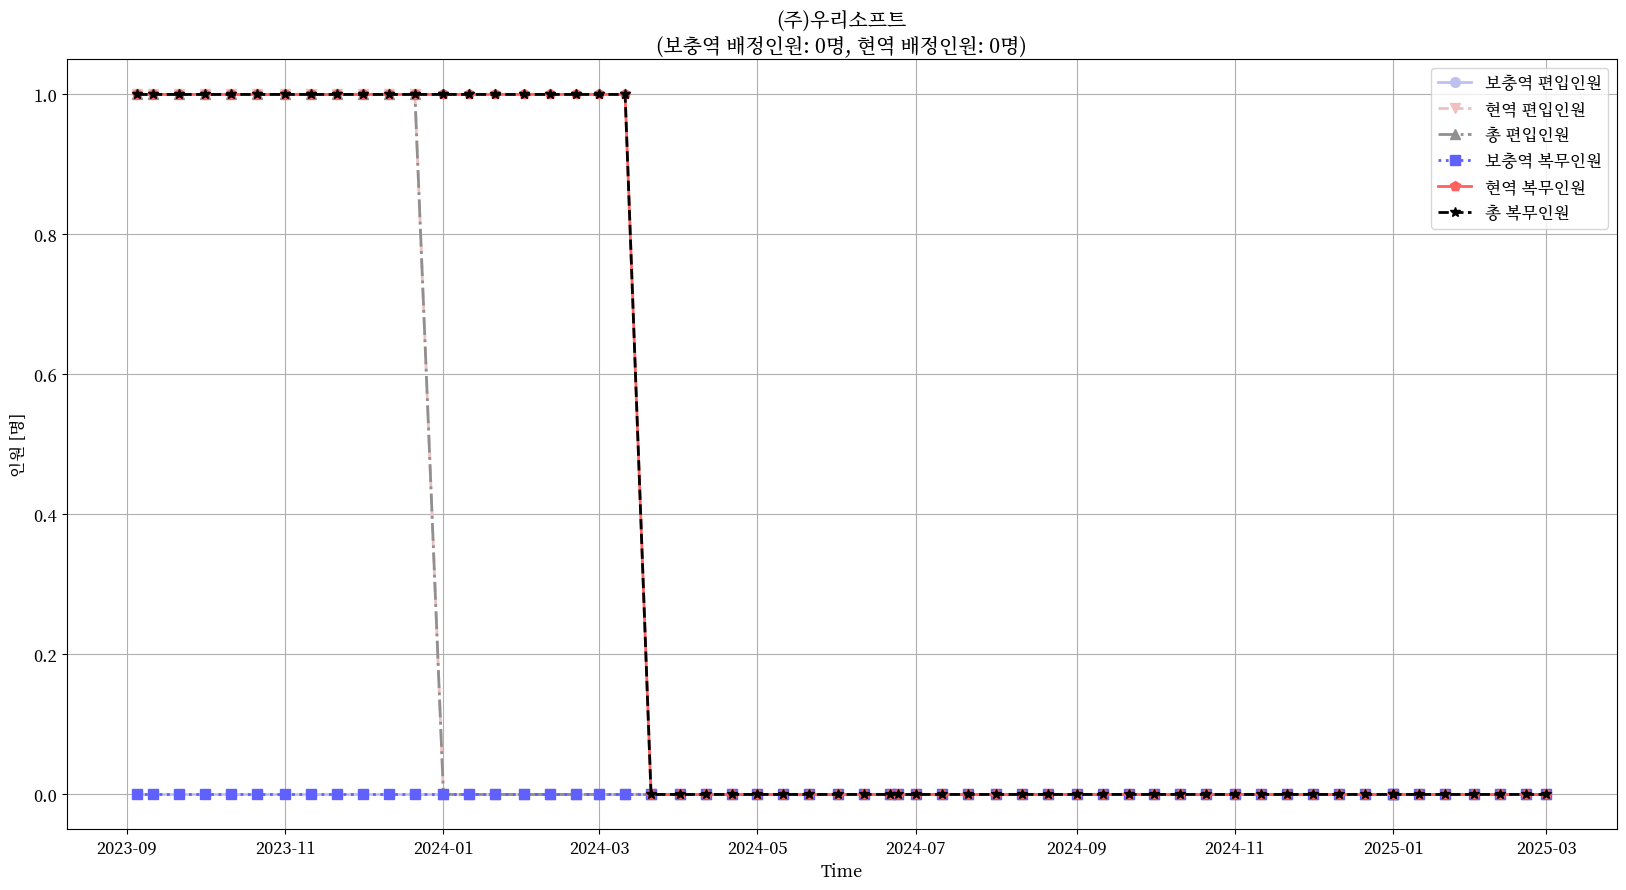 (주)우리소프트
(보충역 배정인원: 0명, 현역 배정인원: 0명)
보충역 편입인원
현역 편입인원
총 편입인원
보충역 복무인원
현역 복무인원
총 복무인원
인원 [명]
1.0
0.8
0.6
0.4
0.2
0.0
2023-09
2023-11
2024-01
2024-03
2024-05
2024-07
2024-09
2024-11
2025-01
2025-03
Time